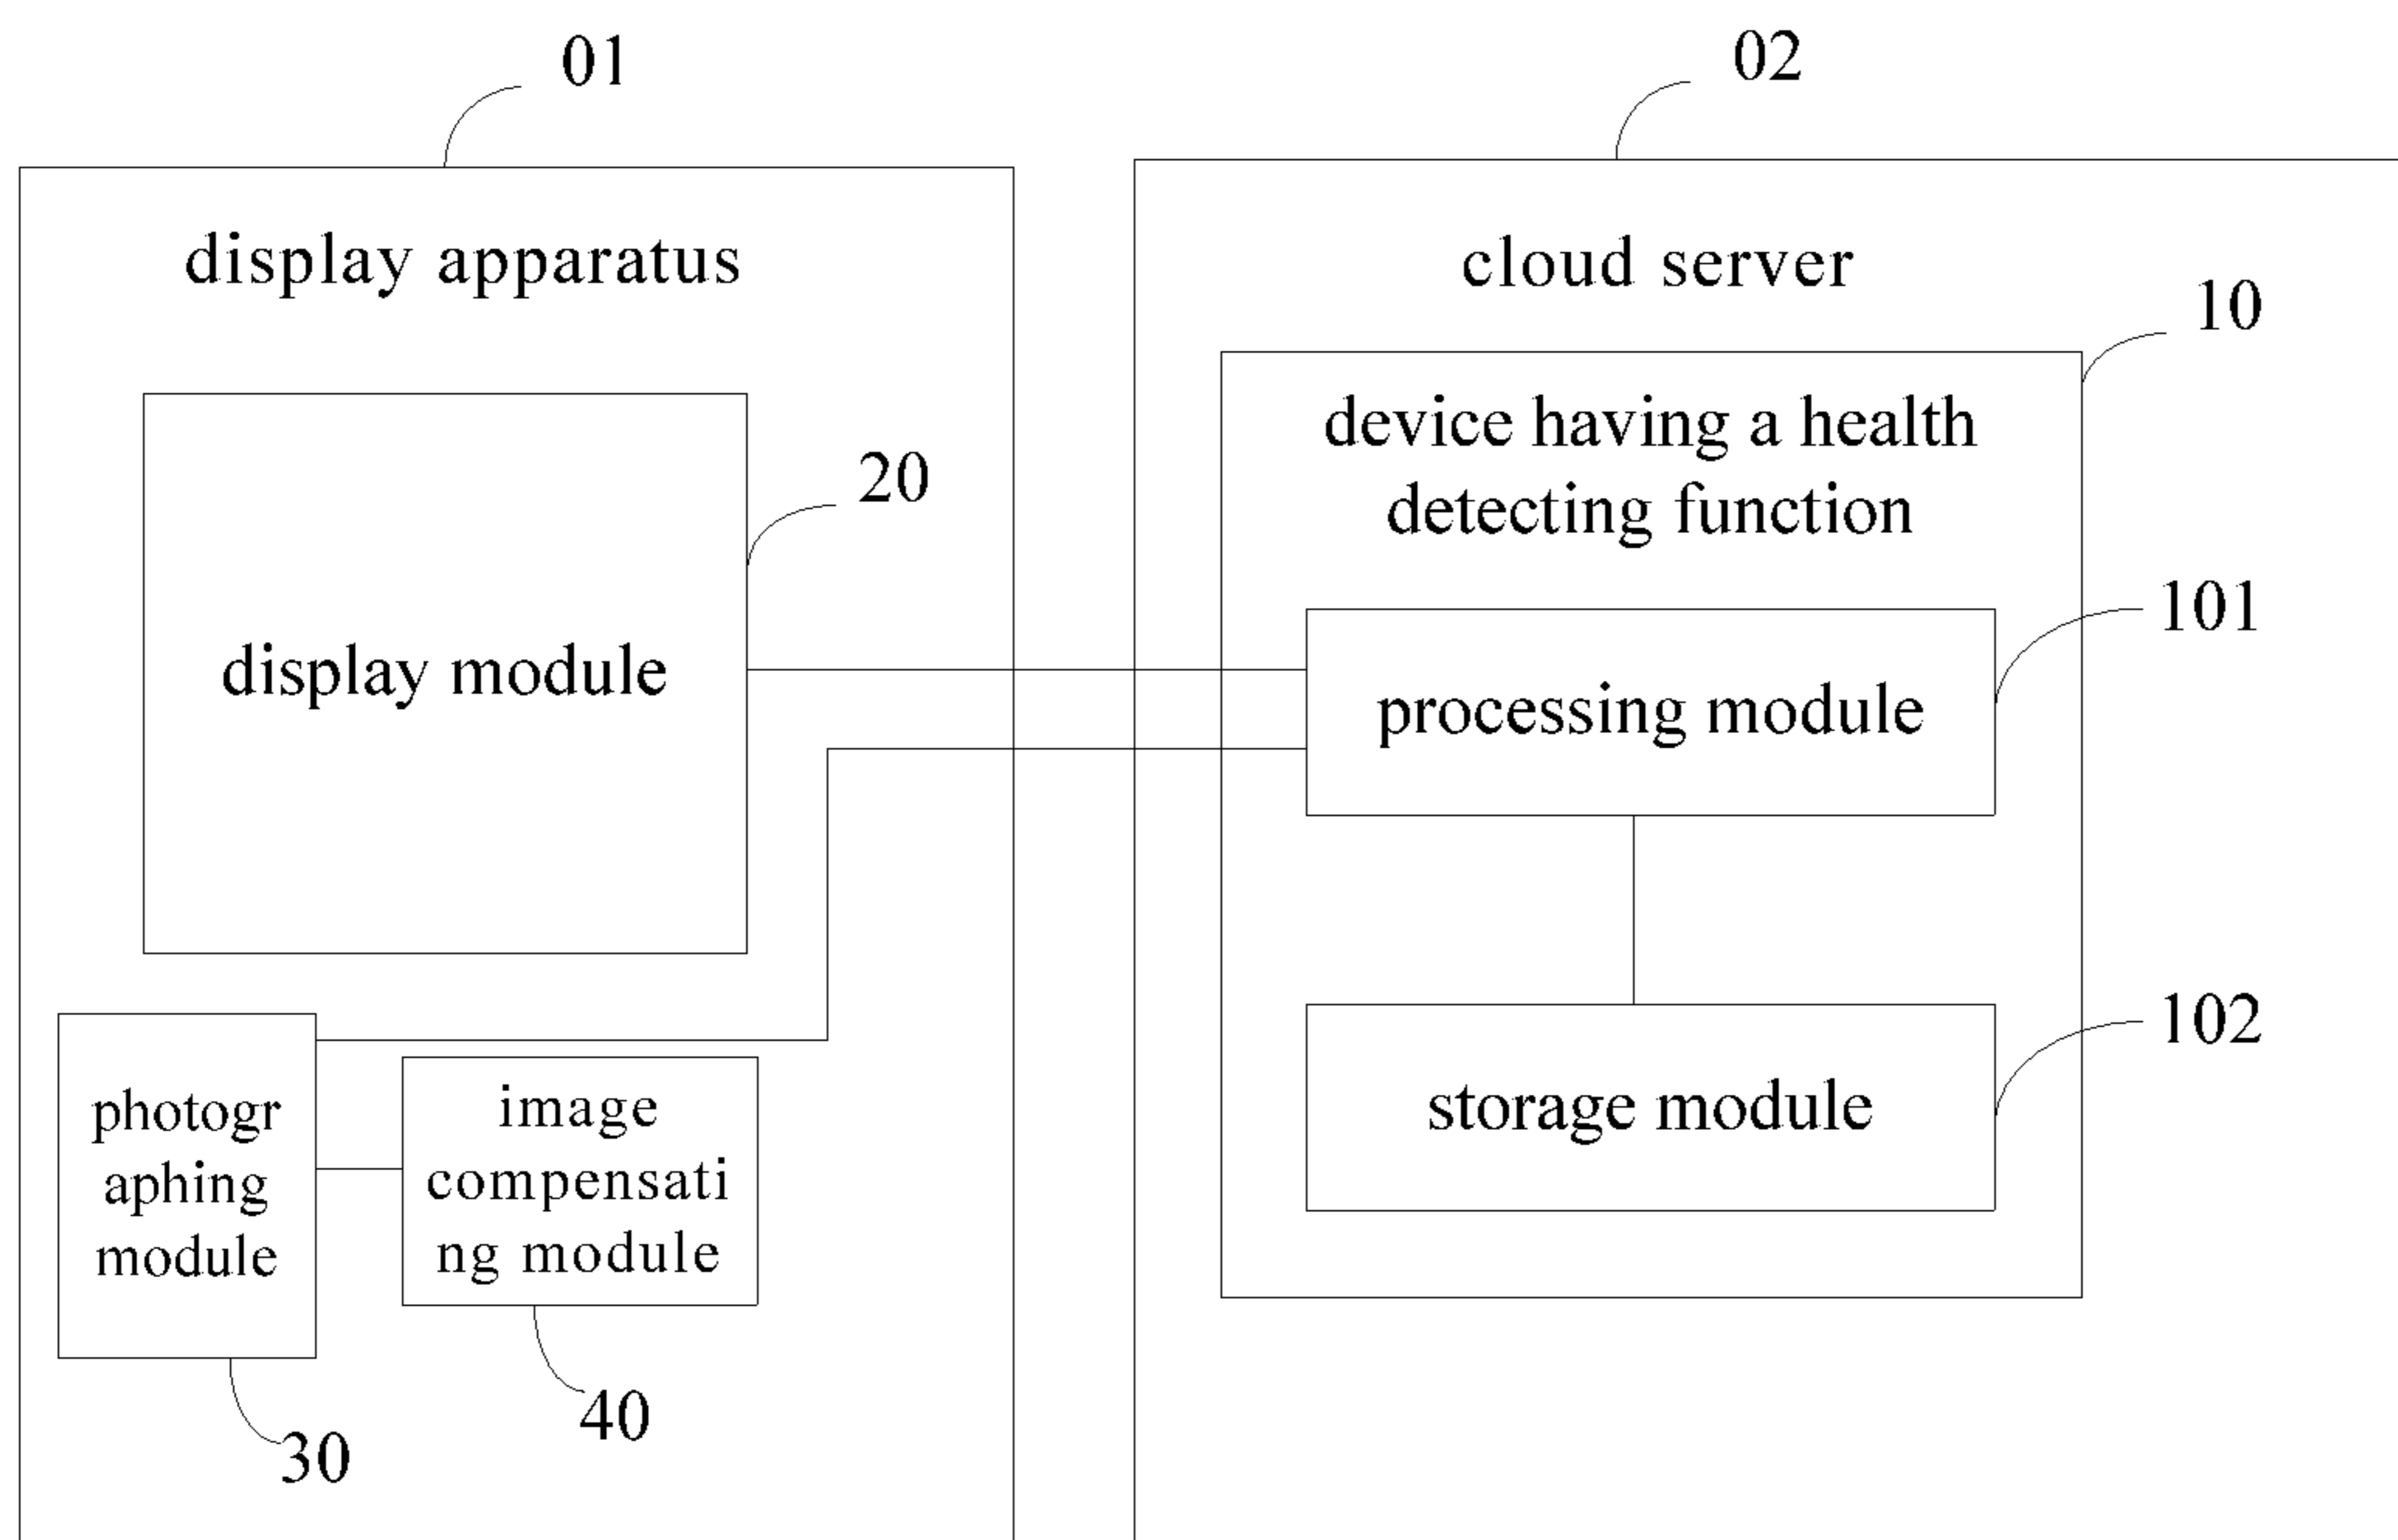 01
display apparatus
20
display module
photogr
aphing
module
30
image
compensati
ng module
40
02
cloud server
10
device having a health
detecting function
101
processing module
102
storage module